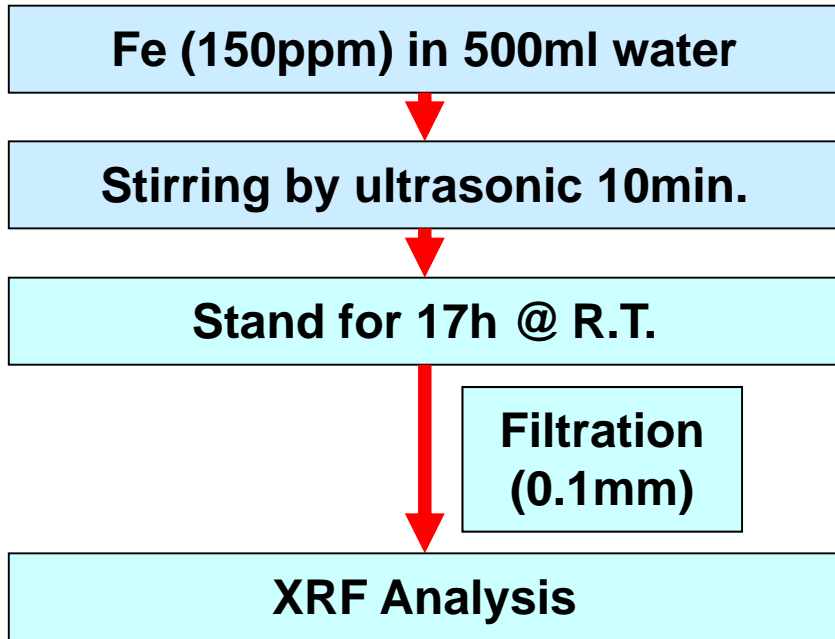 Fe (150ppm) in 500ml water
Stirring by ultrasonic 10min.
Stand for 17h @ R.T.
Filtration
(0.1mm)
XRF Analysis